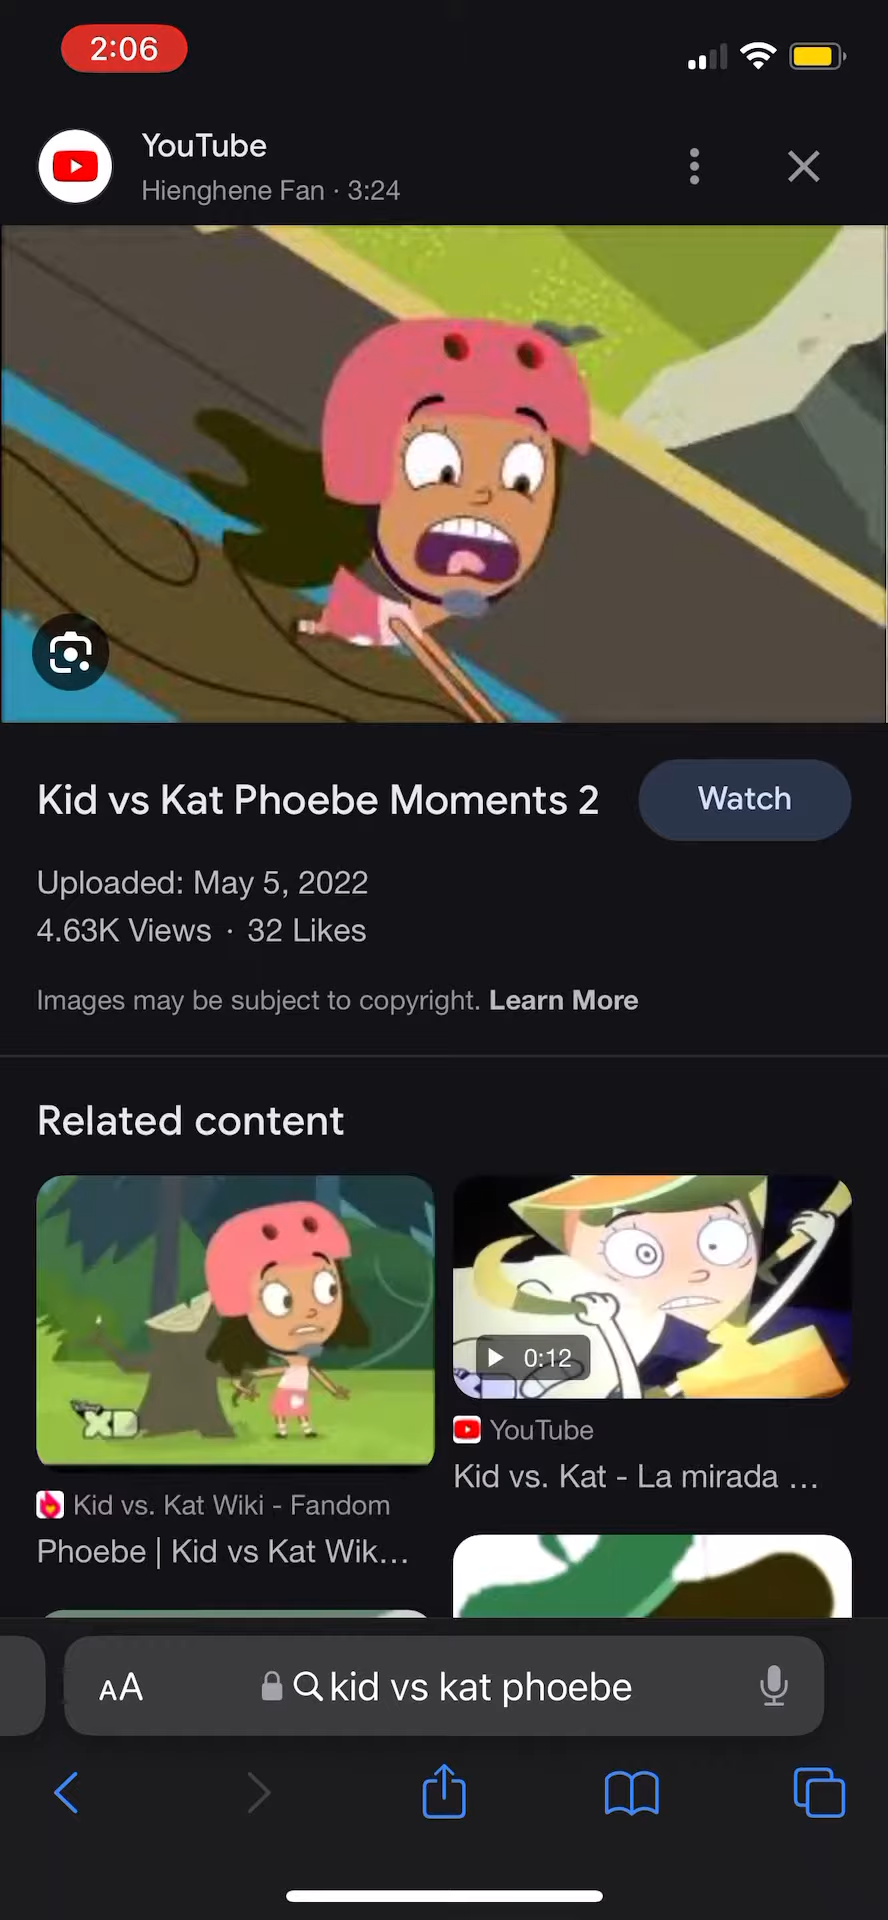 2:06
YouTube
Hienghene Fan · 3:24
Kid vs Kat Phoebe Moments 2
Watch
Uploaded: May 5, 2022
4.63K Views · 32 Likes
Images may be subject to copyright. Learn More
Related content
Disney XD
0:12
YouTube
Kid vs. Kat - La mirada ...
Kid vs. Kat Wiki - Fandom
Phoebe | Kid vs Kat Wik...
AA
kid vs kat phoebe